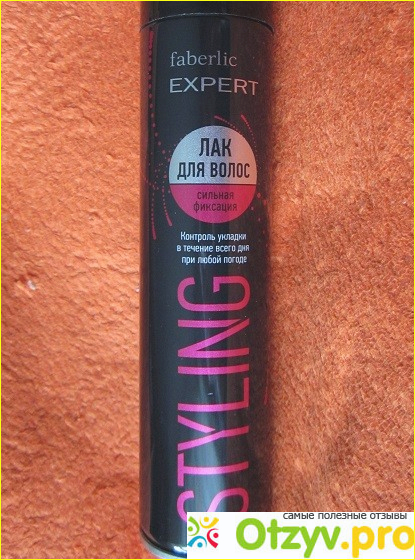 faberlic
EXPERT
ЛАК
ДЛЯ ВОЛОС
сильная
фиксация
Контроль укладки
в течение всего дня
при любой погоде
STYLING
самые полезные отзывы
Otzyv.pro